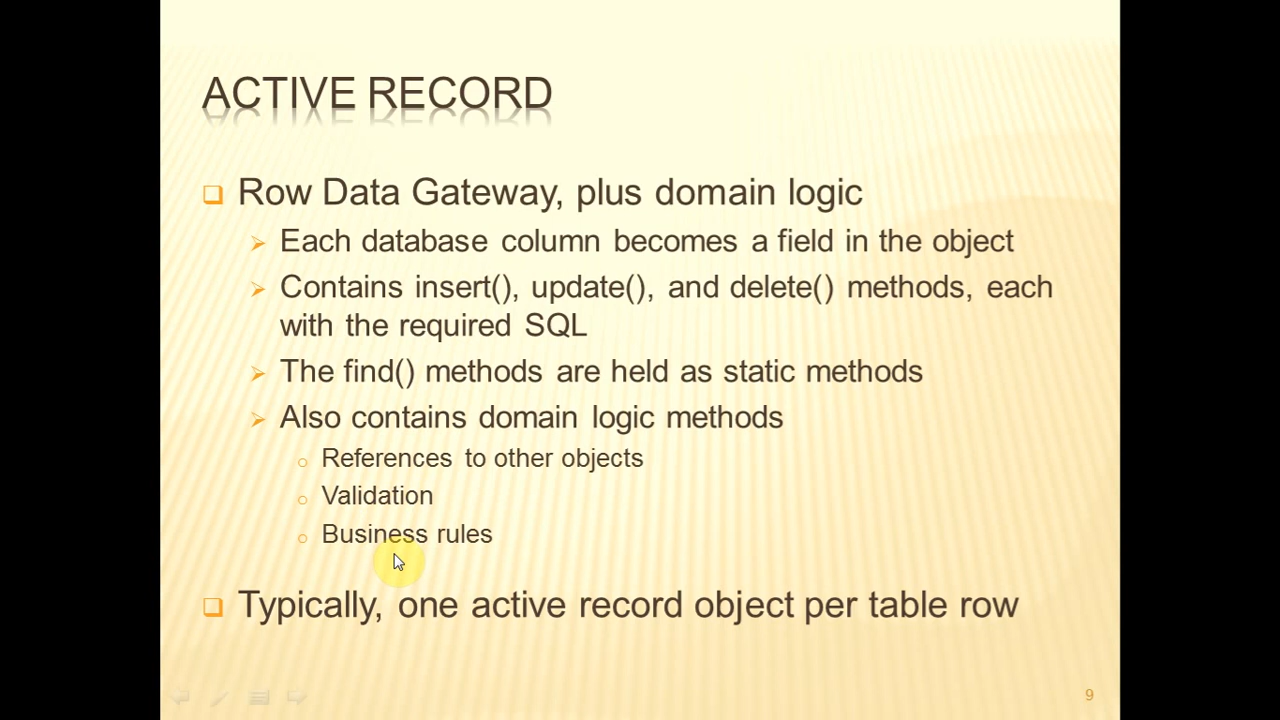 ACTIVE RECORD
Row Data Gateway, plus domain logic
Each database column becomes a field in the object
Contains insert(), update(), and delete() methods, each
with the required SQL
The find() methods are held as static methods
Also contains domain logic methods
References to other objects
Validation
Business rules
Typically, one active record object per table row
9